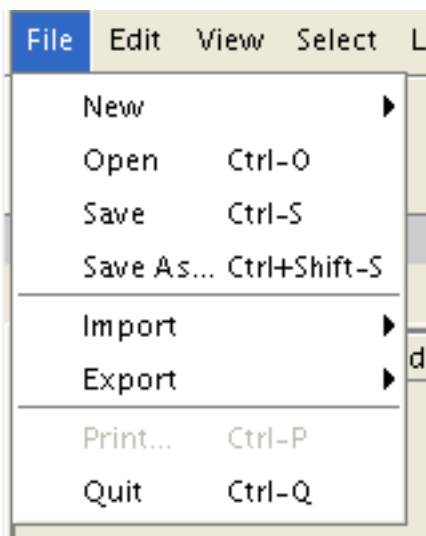 File Edit View Select L
New
Open Ctrl-O
Save Ctrl-S
Save As... Ctrl+Shift-S
Import
Export
d
Print... Ctrl-P
Quit Ctrl-Q